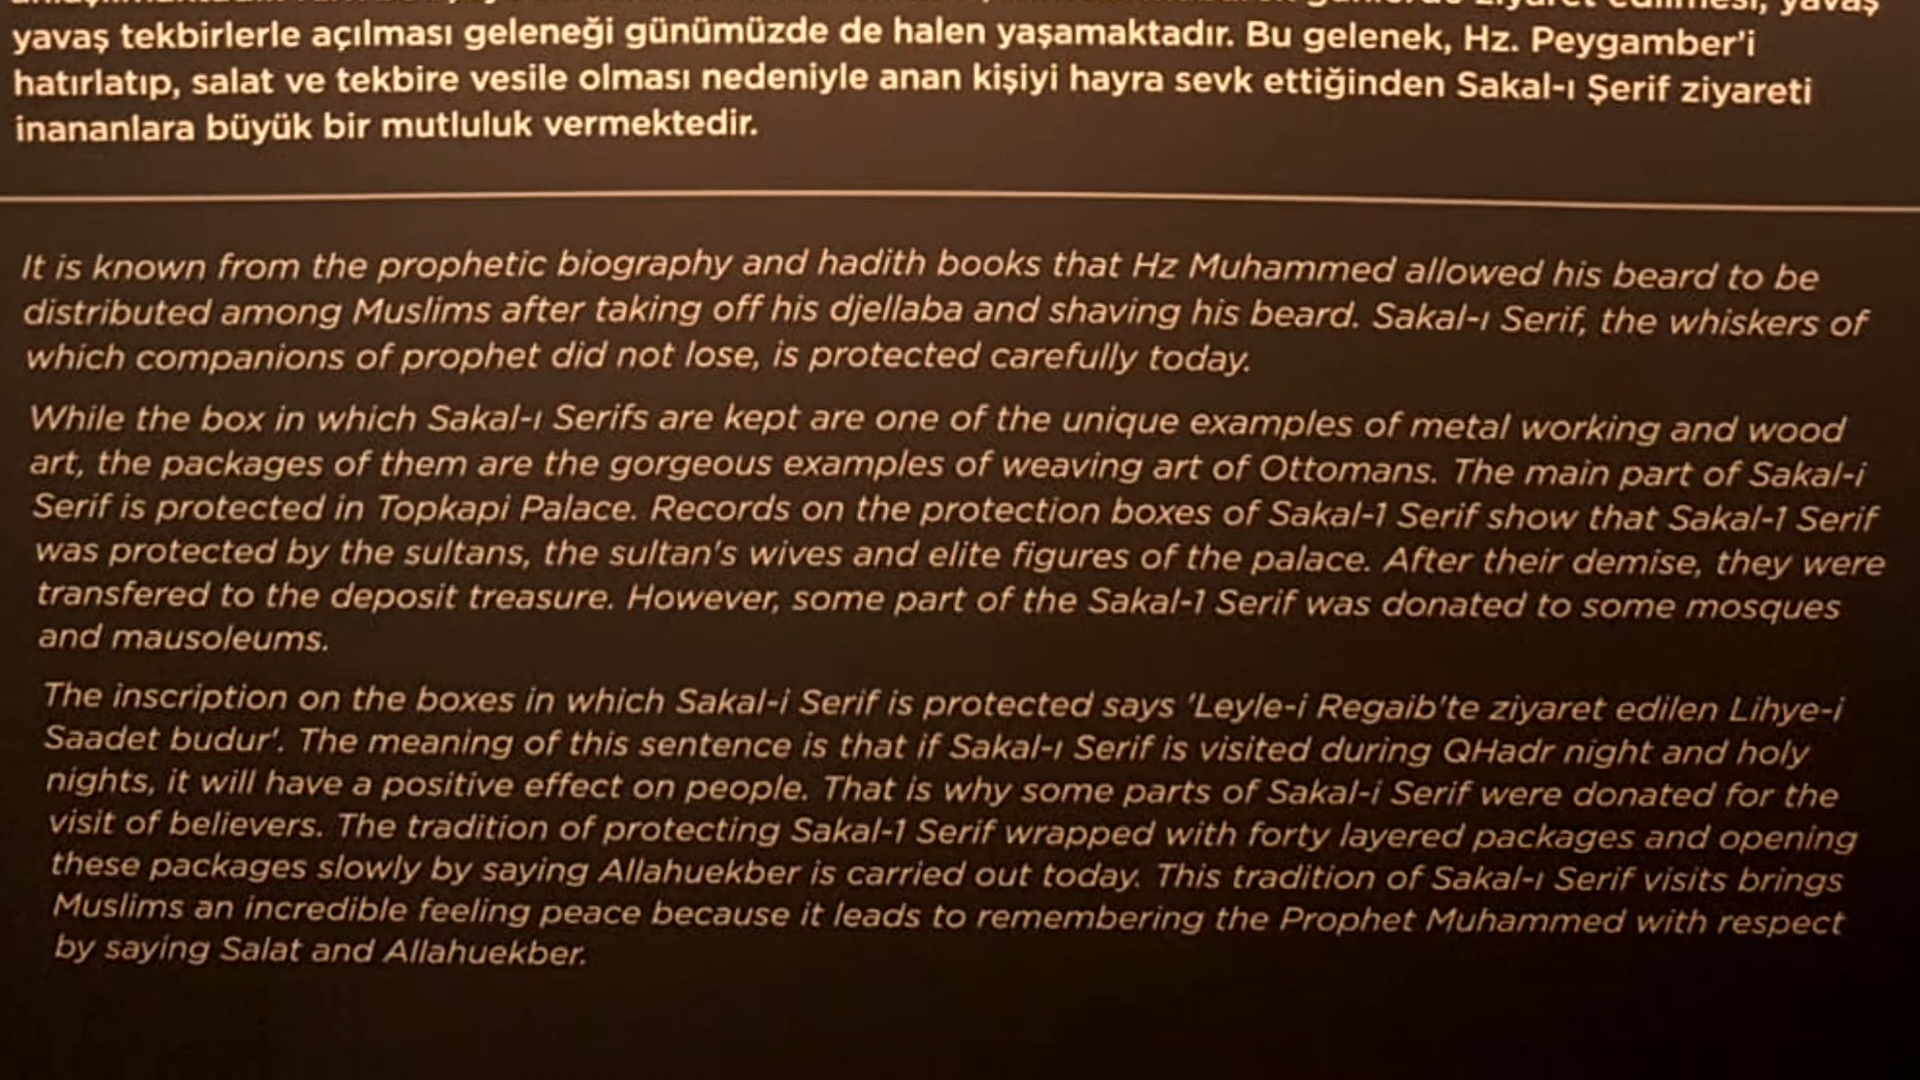 yavaş tekbirlerle açılması geleneği günümüzde de halen yaşamaktadır. Bu gelenek, Hz. Peygamber'i
hatırlatıp, salat ve tekbire vesile olması nedeniyle anan kişiyi hayra sevk ettiğinden Sakal-ı Şerif ziyareti
inananlara büyük bir mutluluk vermektedir.
It is known from the prophetic biography and hadith books that Hz Muhammed allowed his beard to be
distributed among Muslims after taking off his djellaba and shaving his beard. Sakal-ı Serif, the whiskers of
which companions of prophet did not lose, is protected carefully today.
While the box in which Sakal-ı Serifs are kept are one of the unique examples of metal working and wood
art, the packages of them are the gorgeous examples of weaving art of Ottomans. The main part of Sakal-i
Serif is protected in Topkapi Palace. Records on the protection boxes of Sakal-1 Serif show that Sakal-1 Serif
was protected by the sultans, the sultan's wives and elite figures of the palace. After their demise, they were
transfered to the deposit treasure. However, some part of the Sakal-1 Serif was donated to some mosques
and mausoleums.
The inscription on the boxes in which Sakal-i Serif is protected says 'Leyle-i Regaib'te ziyaret edilen Lihye-i
Saadet budur'. The meaning of this sentence is that if Sakal-ı Serif is visited during QHadr night and holy
nights, it will have a positive effect on people. That is why some parts of Sakal-i Serif were donated for the
visit of believers. The tradition of protecting Sakal-1 Serif wrapped with forty layered packages and opening
these packages slowly by saying Allahuekber is carried out today. This tradition of Sakal-ı Serif visits brings
Muslims an incredible feeling peace because it leads to remembering the Prophet Muhammed with respect
by saying Salat and Allahuekber.